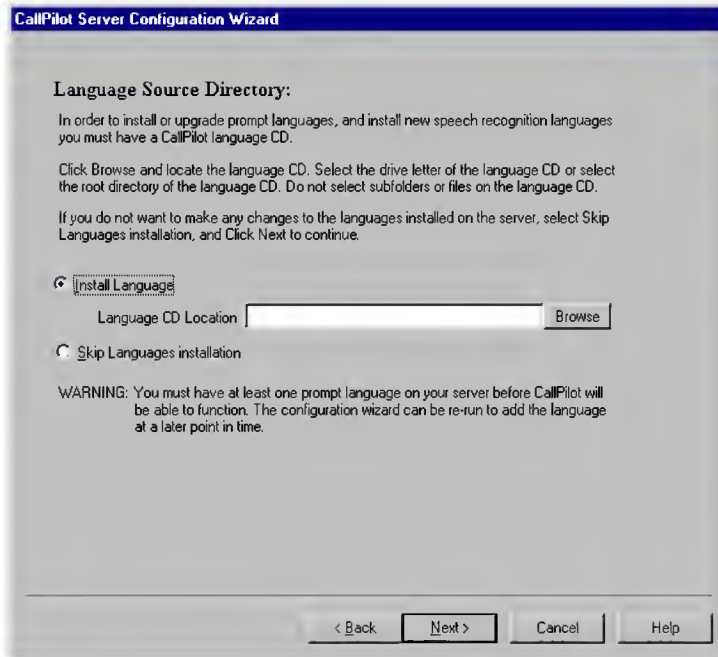 CallPilot Server Configuration Wizard
Language Source Directory:
In order to install or upgrade prompt languages, and install new speech recognition languages
you must have a CallPilot language CD.
Click Browse and locate the language CD. Select the drive letter of the language CD or select
the root directory of the language CD. Do not select subfolders or files on the language CD.
If you do not want to make any changes to the languages installed on the server, select Skip
Languages installation, and Click Next to continue.
Install Language
Language CD Location
Browse
Skip Languages installation
WARNING: You must have at least one prompt language on your server before CallPilot will
be able to function. The configuration wizard can be re-run to add the language
at a later point in time.
< Back
Next >
Cancel
Help